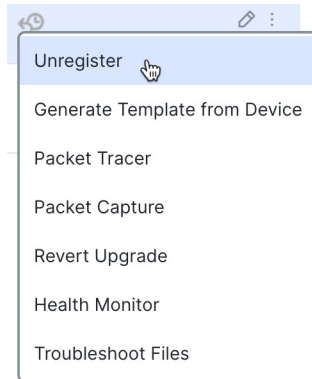 Unregister
Generate Template from Device
Packet Tracer
Packet Capture
Revert Upgrade
Health Monitor
Troubleshoot Files